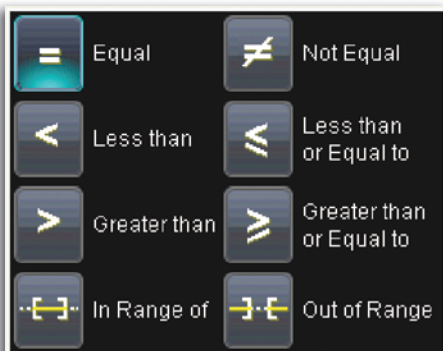 = Equal
≠ Not Equal
< Less than
≤ Less than
or Equal to
> Greater than
≥ Greater than
or Equal to
In Range of
Out of Range